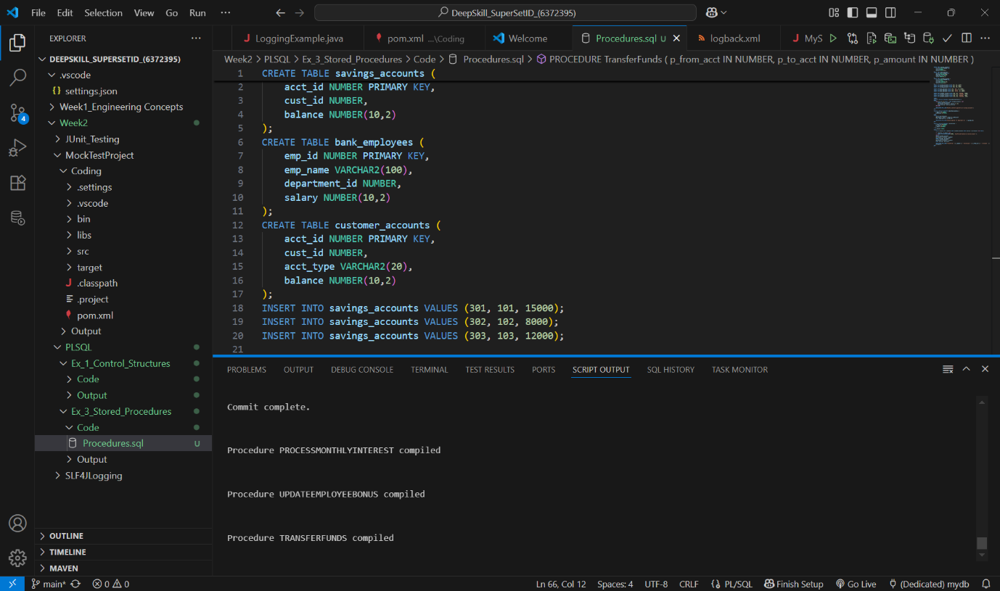 File Edit Selection View Go Run ··· DeepSkill_SuperSetID_(6372395)
EXPLORER
DEEPSKILL_SUPERSETID_(6372395)
.vscode
{} settings.json
Week1_Engineering Concepts
Week2
JUnit_Testing
MockTestProject
Coding
.settings
.vscode
bin
libs
src
target
J .classpath
.project
pom.xml
Output
PLSQL
Ex_1_Control_Structures
Code
Output
Ex_3_Stored_Procedures
Code
Procedures.sql U
Output
SLF4JLogging
OUTLINE
TIMELINE
MAVEN
4
J LoggingExample.java pom.xml ...\Coding Welcome Procedures.sql U logback.xml J MyS
Week2 > PLSQL > Ex_3_Stored_Procedures > Code > Procedures.sql > PROCEDURE TransferFunds ( p_from_acct IN NUMBER, p_to_acct IN NUMBER, p_amount IN NUMBER )
1 CREATE TABLE savings_accounts (
2 acct_id NUMBER PRIMARY KEY,
3 cust_id NUMBER,
4 balance NUMBER(10,2)
5 );
6 CREATE TABLE bank_employees (
7 emp_id NUMBER PRIMARY KEY,
8 emp_name VARCHAR2(100),
9 department_id NUMBER,
10 salary NUMBER(10,2)
11 );
12 CREATE TABLE customer_accounts (
13 acct_id NUMBER PRIMARY KEY,
14 cust_id NUMBER,
15 acct_type VARCHAR2(20),
16 balance NUMBER(10,2)
17 );
18 INSERT INTO savings_accounts VALUES (301, 101, 15000);
19 INSERT INTO savings_accounts VALUES (302, 102, 8000);
20 INSERT INTO savings_accounts VALUES (303, 103, 12000);
21
PROBLEMS OUTPUT DEBUG CONSOLE TERMINAL TEST RESULTS PORTS SCRIPT OUTPUT SQL HISTORY TASK MONITOR
Commit complete.
Procedure PROCESSMONTHLYINTEREST compiled
Procedure UPDATEEMPLOYEEBONUS compiled
Procedure TRANSFERFUNDS compiled
main* 0 0 Ln 66, Col 12 Spaces: 4 UTF-8 CRLF PL/SQL Finish Setup Go Live (Dedicated) mydb